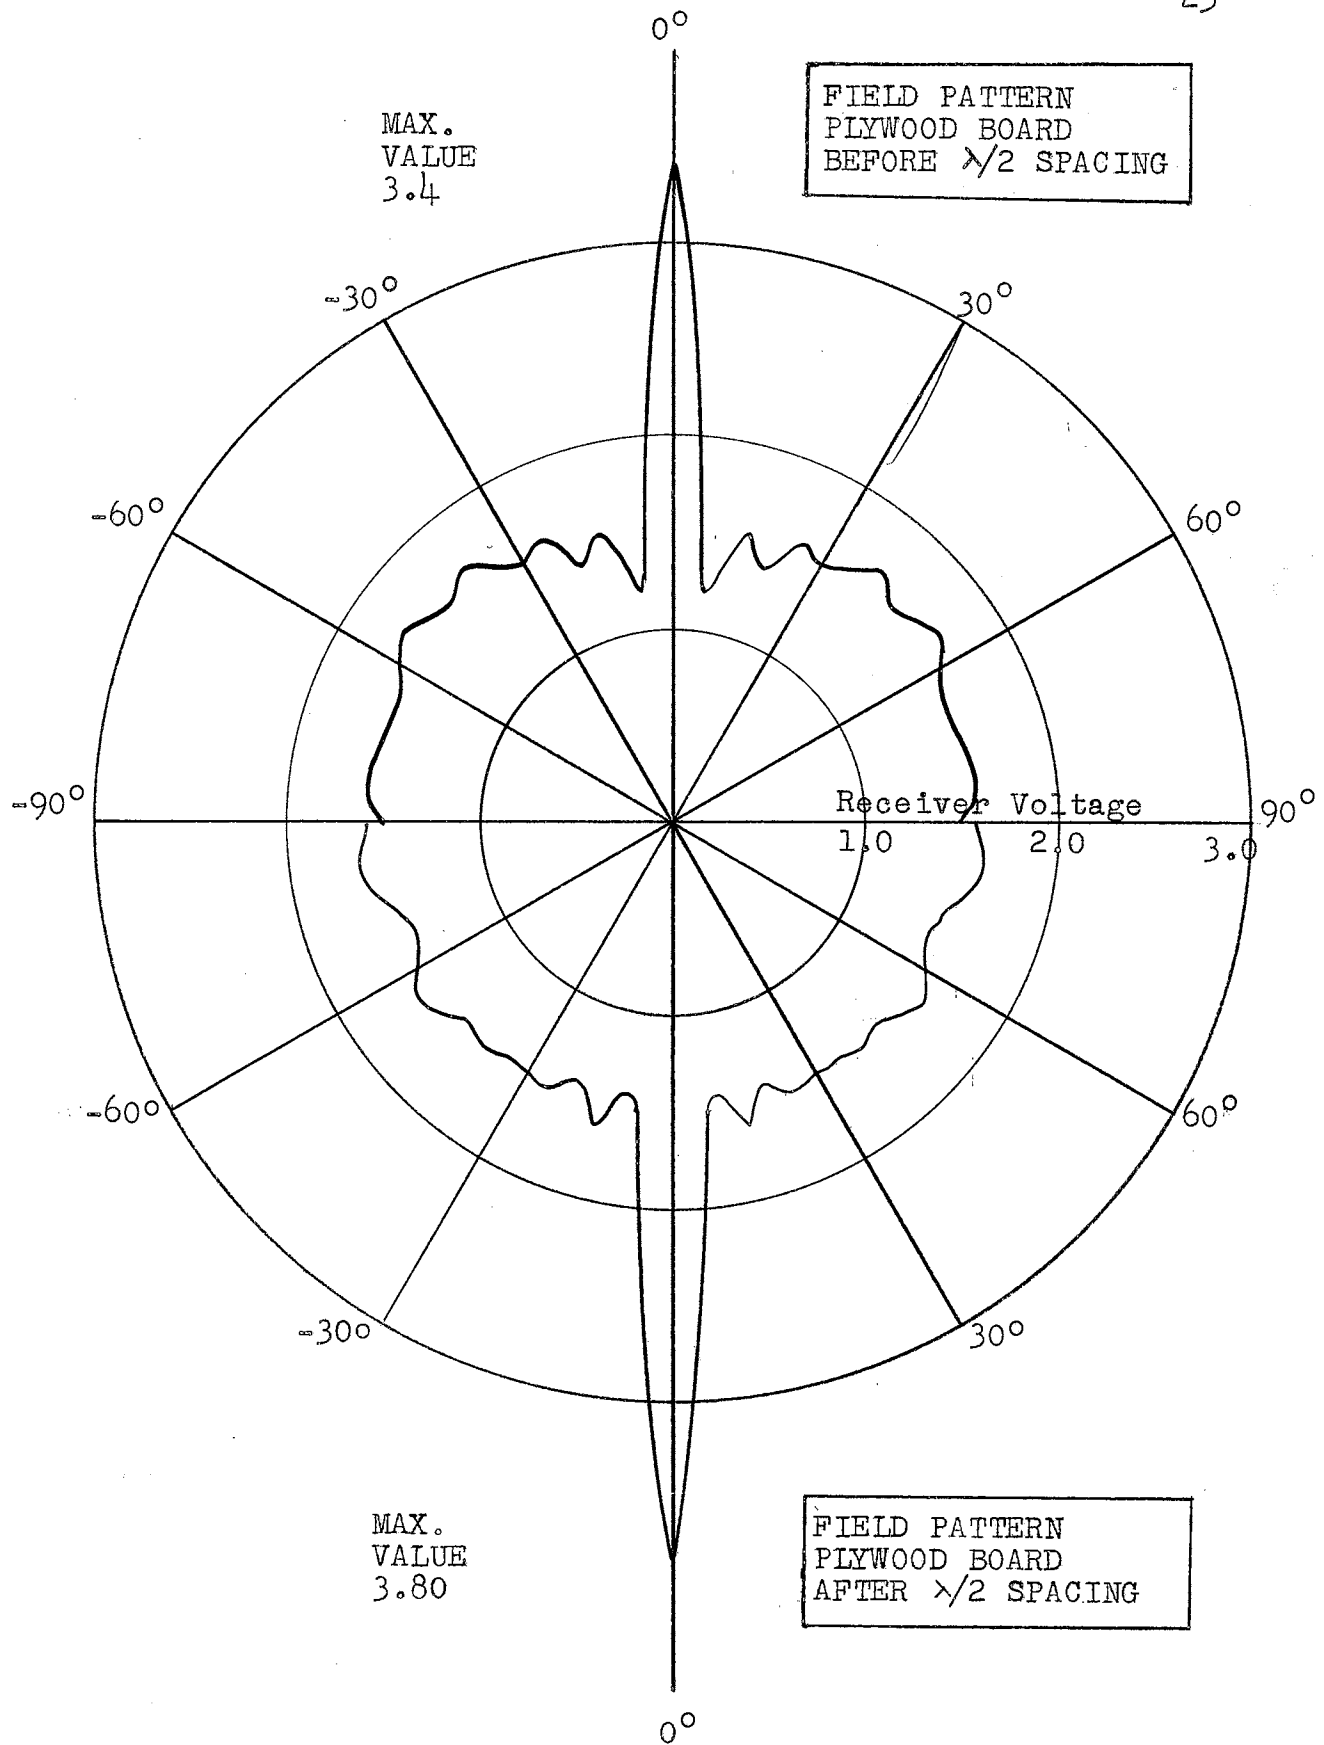 0°
FIELD PATTERN
PLYWOOD BOARD
BEFORE λ/2 SPACING
MAX.
VALUE
3.4
-30°
30°
-60°
60°
-90°
Receiver Voltage
90°
1.0
2.0
3.0
-60°
60°
-30°
30°
MAX.
VALUE
3.80
FIELD PATTERN
PLYWOOD BOARD
AFTER λ/2 SPACING
0°